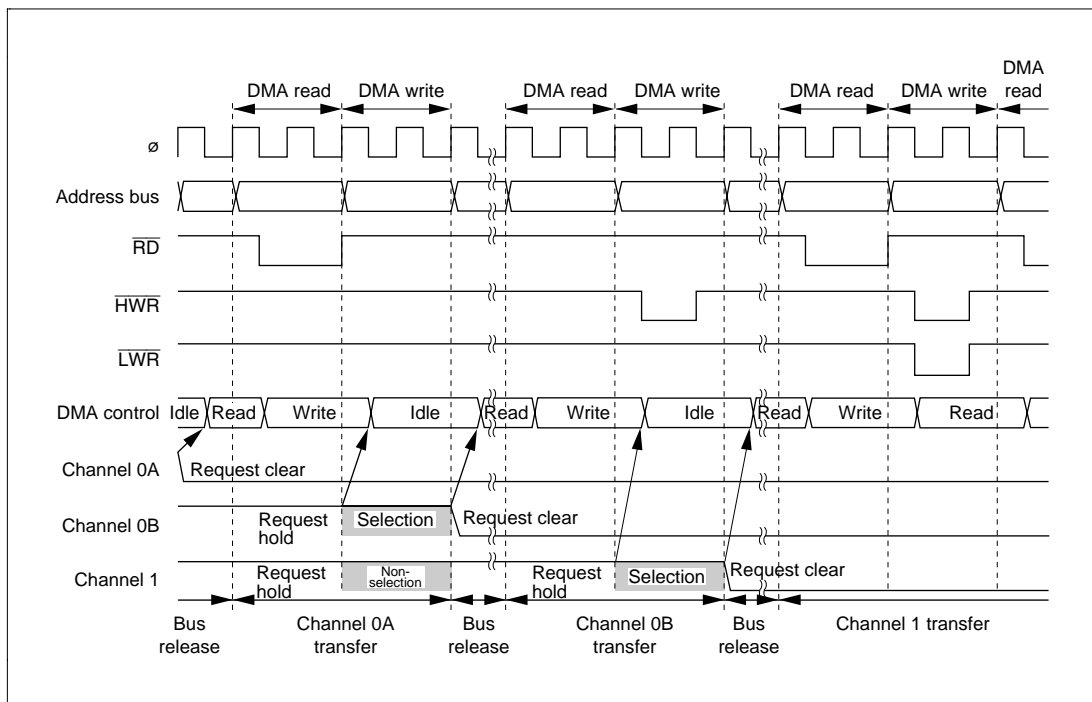 DMA
DMA read DMA write DMA read DMA write DMA read DMA write read
ø
Address bus
RD
HWR
LWR
DMA control Idle Read Write Idle Read Write Idle Read Write Read
Channel 0A Request clear
Channel 0B Request hold Selection Request clear
Channel 1 Request hold Non-selection Request hold Selection Request clear
Bus release Channel 0A transfer Bus release Channel 0B transfer Bus release Channel 1 transfer